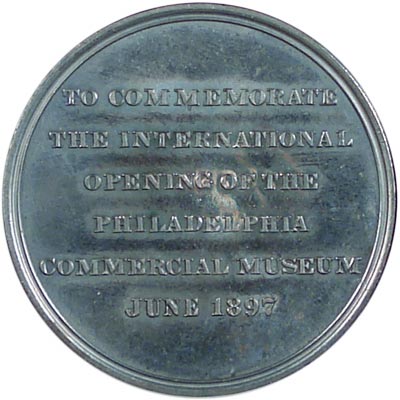 TO COMMEMORATE
THE INTERNATIONAL
OPENING OF THE
PHILADELPHIA
COMMERCIAL MUSEUM
JUNE 1897